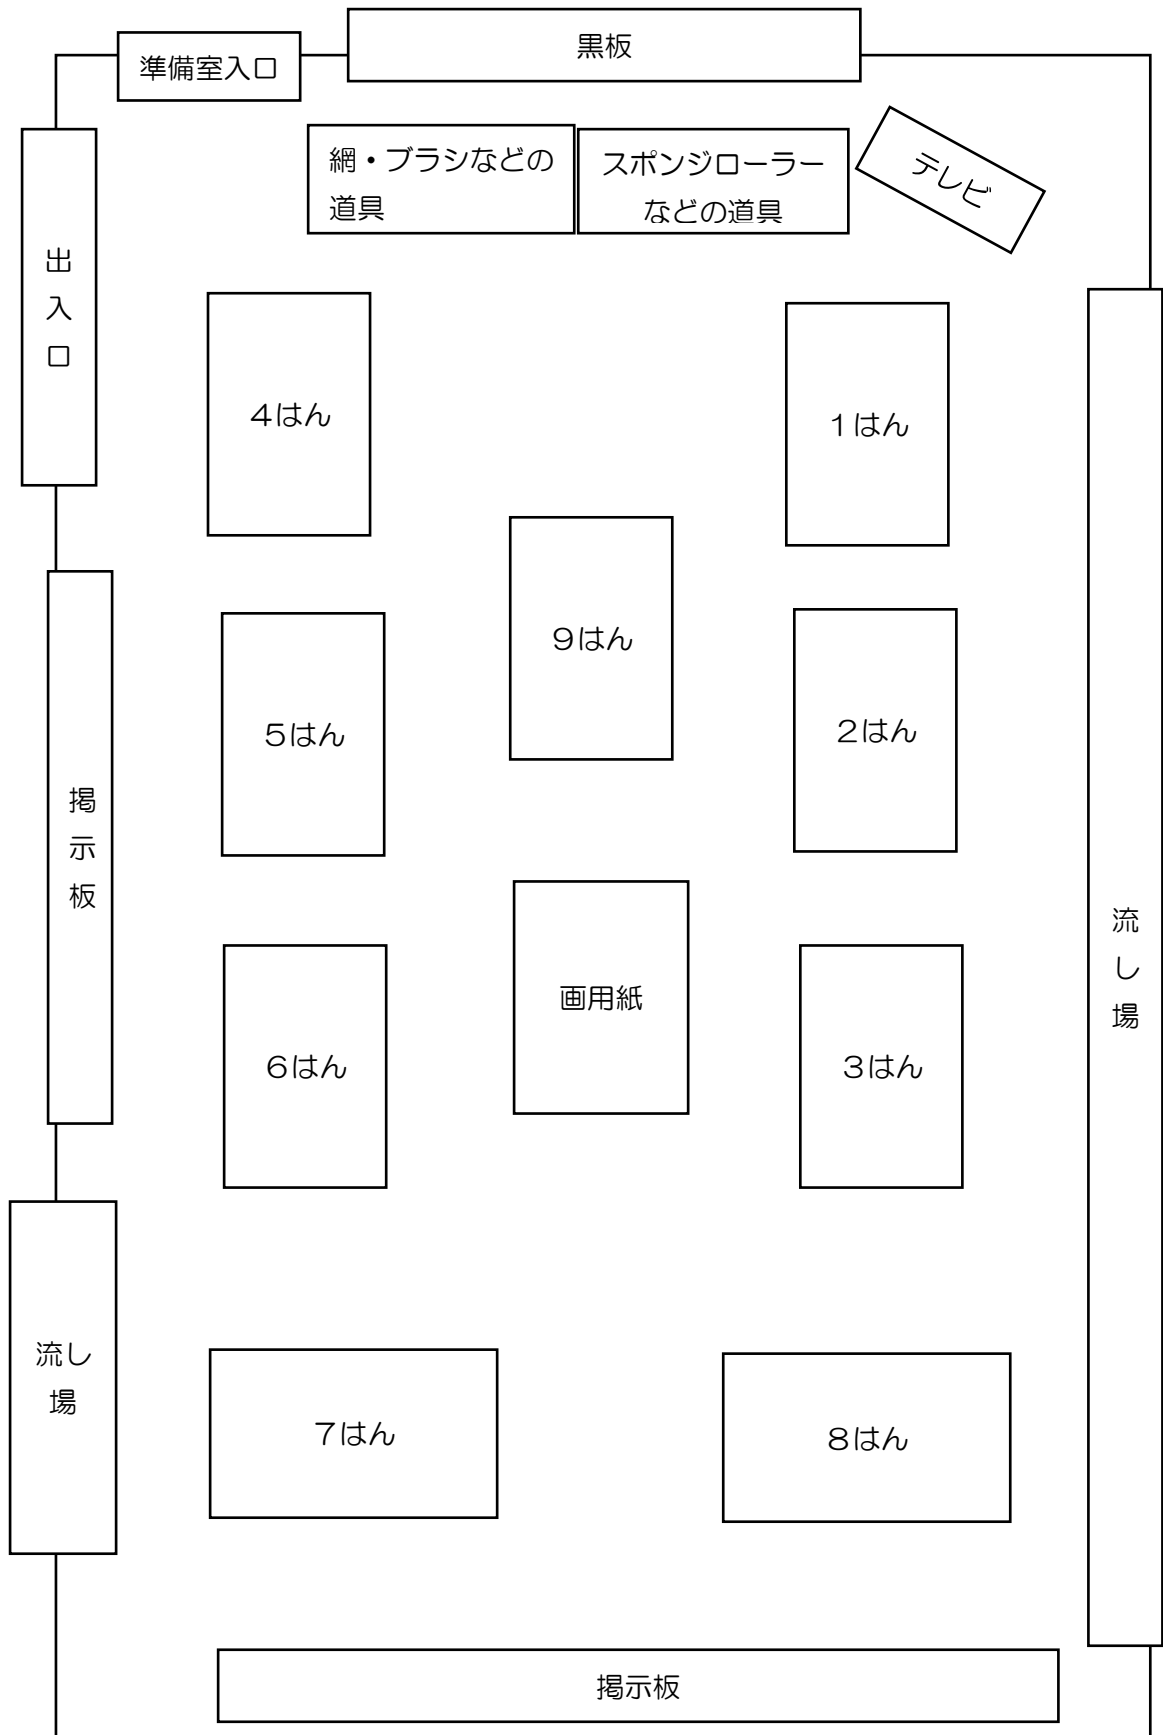 準備室入口
黒板
網・ブラシなどの
道具
スポンジローラー
などの道具
テレビ
出
入
口
4はん
1はん
9はん
5はん
2はん
掲
示
板
画用紙
流
し
場
6はん
3はん
流し
場
7はん
8はん
掲示板